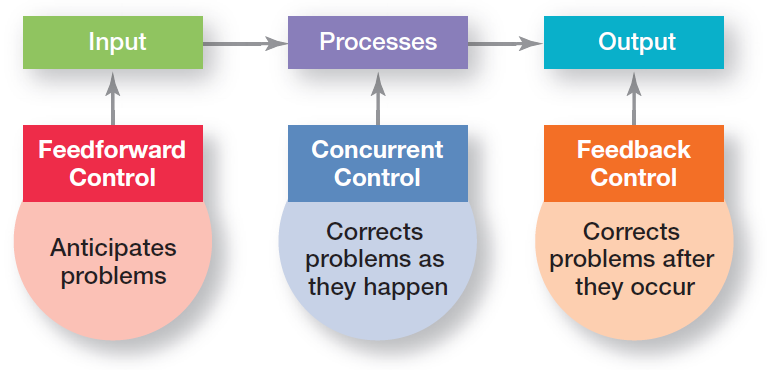 Input
Processes
Output
Feedforward
Control
Concurrent
Control
Feedback
Control
Anticipates
problems
Corrects
problems as
they happen
Corrects
problems after
they occur